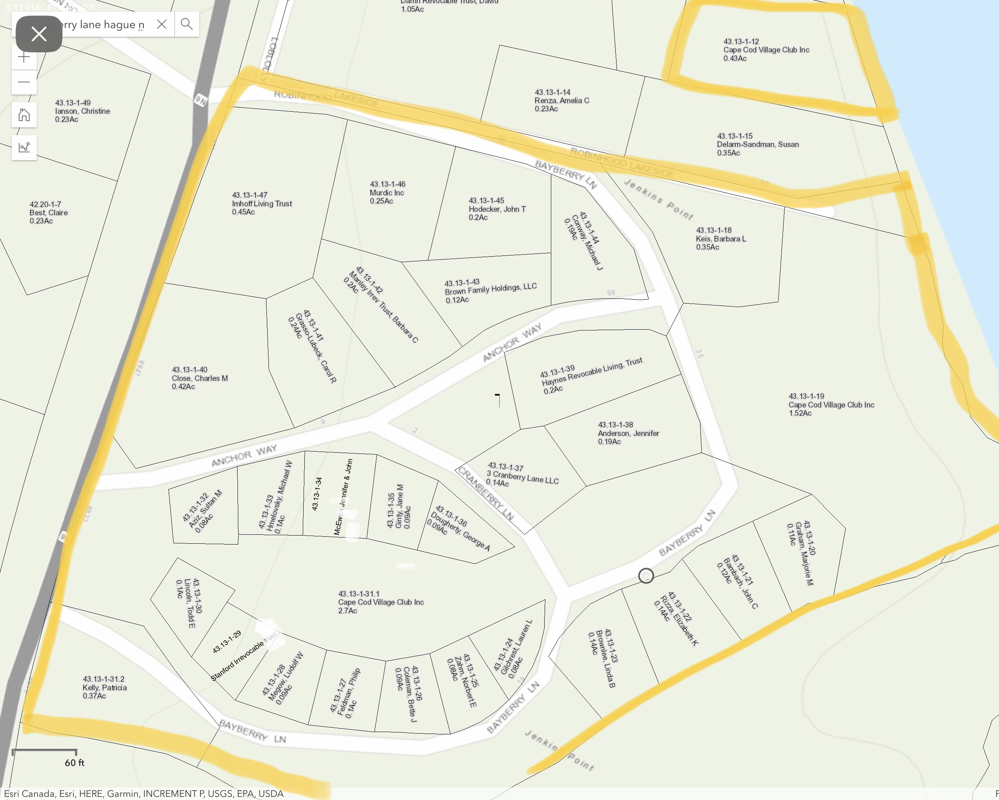 3:11 PM Fri
27
erry lane hague n
Damn Revocable Trust, David
1.05Ac
43.13-1-12
Cape Cod Village Club Inc
0.43Ac
LOBLOLLY
43.13-1-49
Ianson, Christine
0.23Ac
9N
ROBINHOOD LAKESIDE
43.13-1-14
Renza, Amelia C
0.23Ac
43.13-1-15
Delarm-Sandman, Susan
0.35Ac
99
ROBINHOOD LAKESIDE
99
BAYBERRY LN
Jenkins Point
42.20-1-7
Best, Claire
0.23Ac
43.13-1-47
Imhoff Living Trust
0.45Ac
43.13-1-46
Murdic Inc
0.25Ac
43.13-1-45
Hodecker, John T
0.2Ac
43.13-1-44
Conway, Michael J
0.19Ac
43.13-1-18
Keis, Barbara L
0.35Ac
43.13-1-42
Manley Irrev Trust, Barbara C
0.2Ac
43.13-1-43
Brown Family Holdings, LLC
0.12Ac
99
43.13-1-41
Grasso-Lubeck, Carol R
0.24Ac
ANCHOR WAY
35
43.13-1-40
Close, Charles M
0.42Ac
9841
43.13-1-39
Haynes Revocable Living, Trust
0.2Ac
43.13-1-19
Cape Cod Village Club Inc
1.52Ac
9
2
43.13-1-38
Anderson, Jennifer
0.19Ac
ANCHOR WAY
43.13-1-37
3 Cranberry Lane LLC
0.14Ac
CRANBERRY LN
43.13-1-32
Aziz, Sultan M
0.08Ac
43.13-1-33
Hmelovsky, Michael W
0.1Ac
43.13-1-34
McEwan Jennifer & John
43.13-1-35
Ginty, Jane M
0.09Ac
43.13-1-36
Dougherty, George A
0.09Ac
9833
9
BAYBERRY LN
43.13-1-20
Graham, Marjorie M
0.11Ac
43.13-1-21
Bambach, John C
0.12Ac
43.13-1-30
Lincoln, Todd E
0.1Ac
43.13-1-31.1
Cape Cod Village Club Inc
2.7Ac
43.13-1-22
Rizza, Elizabeth K
0.14Ac
43.13-1-29
Stanford Irrevocable trust
43.13-1-24
Gilchrest, Lauren L
0.08Ac
43.13-1-23
Brownlee, Linda B
0.14Ac
43.13-1-31.2
Kelly, Patricia
0.37Ac
43.13-1-28
Megow, Ludolf W
0.09Ac
43.13-1-27
Feldman, Philip
0.1Ac
43.13-1-26
Coleman, Bette J
0.09Ac
43.13-1-25
Zahm, Norbert E
0.08Ac
19
BAYBERRY LN
BAYBERRY LN
Jenkin Point
60 ft
Esri Canada, Esri, HERE, Garmin, INCREMENT P, USGS, EPA, USDA
P